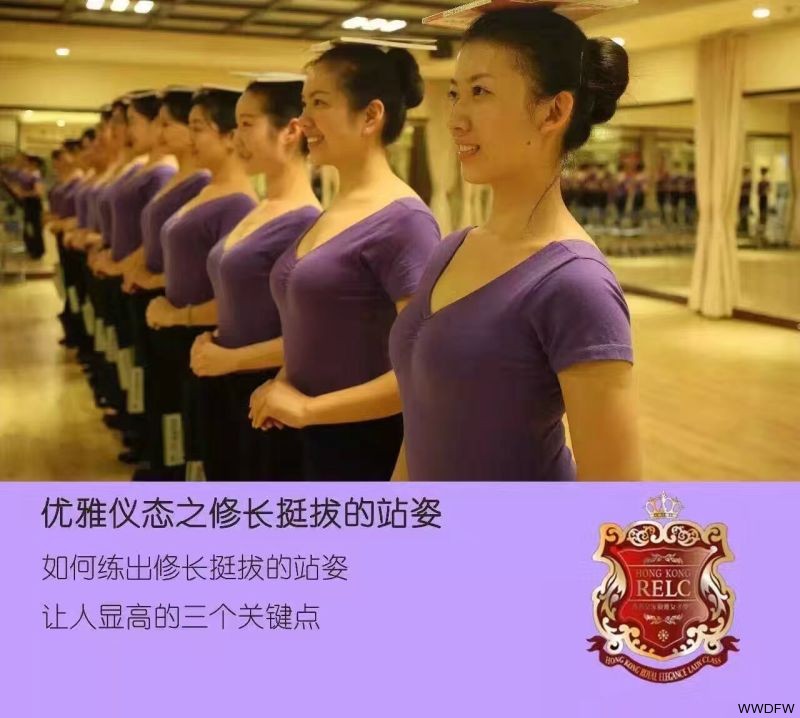 优雅仪态之修长挺拔的站姿
如何练出修长挺拔的站姿
让人显高的三个关键点
HONG KONG
RELC
HONG KONG ROYAL ELEGANCE LADY CLASS
WWDFW